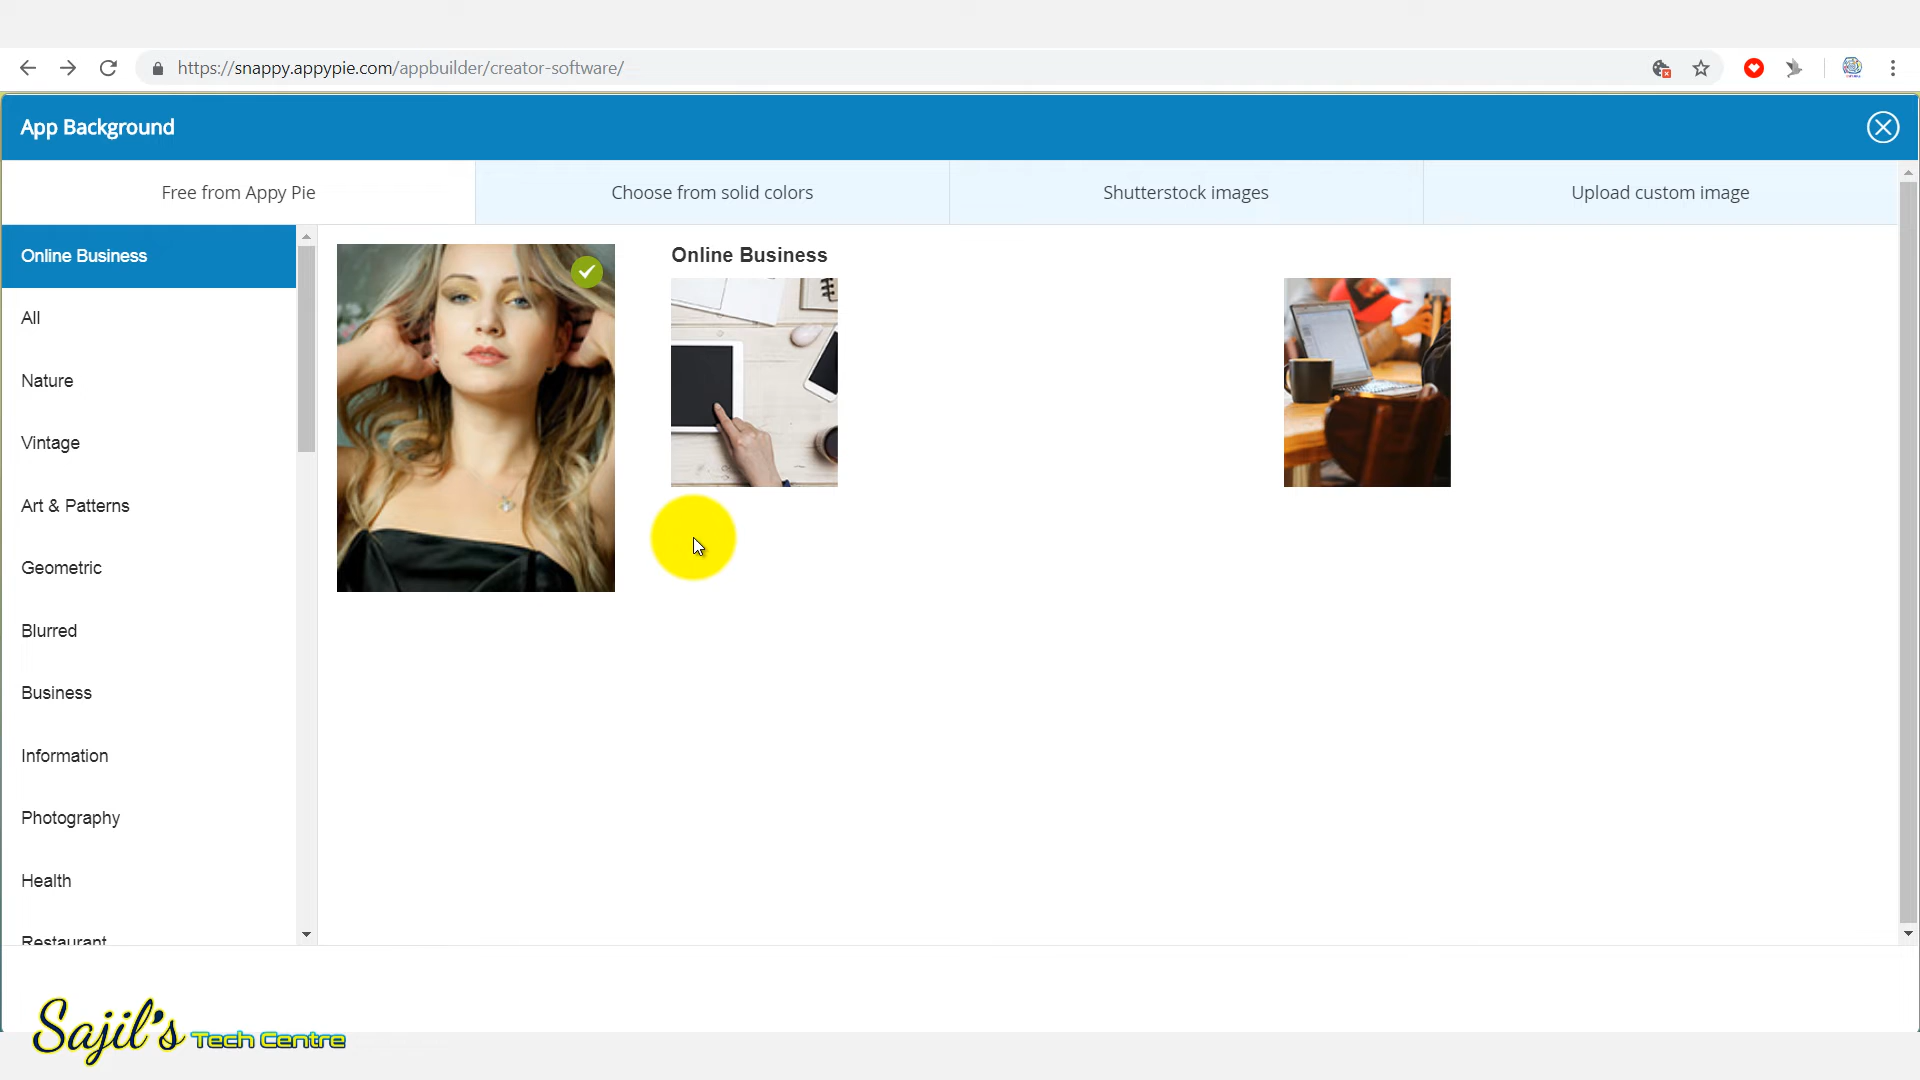 https://snappy.appypie.com/appbuilder/creator-software/
App Background
Free from Appy Pie
Choose from solid colors
Shutterstock images
Upload custom image
Online Business
All
Nature
Vintage
Art & Patterns
Geometric
Blurred
Business
Information
Photography
Health
Restaurant
Online Business
Sajil's Tech Centre